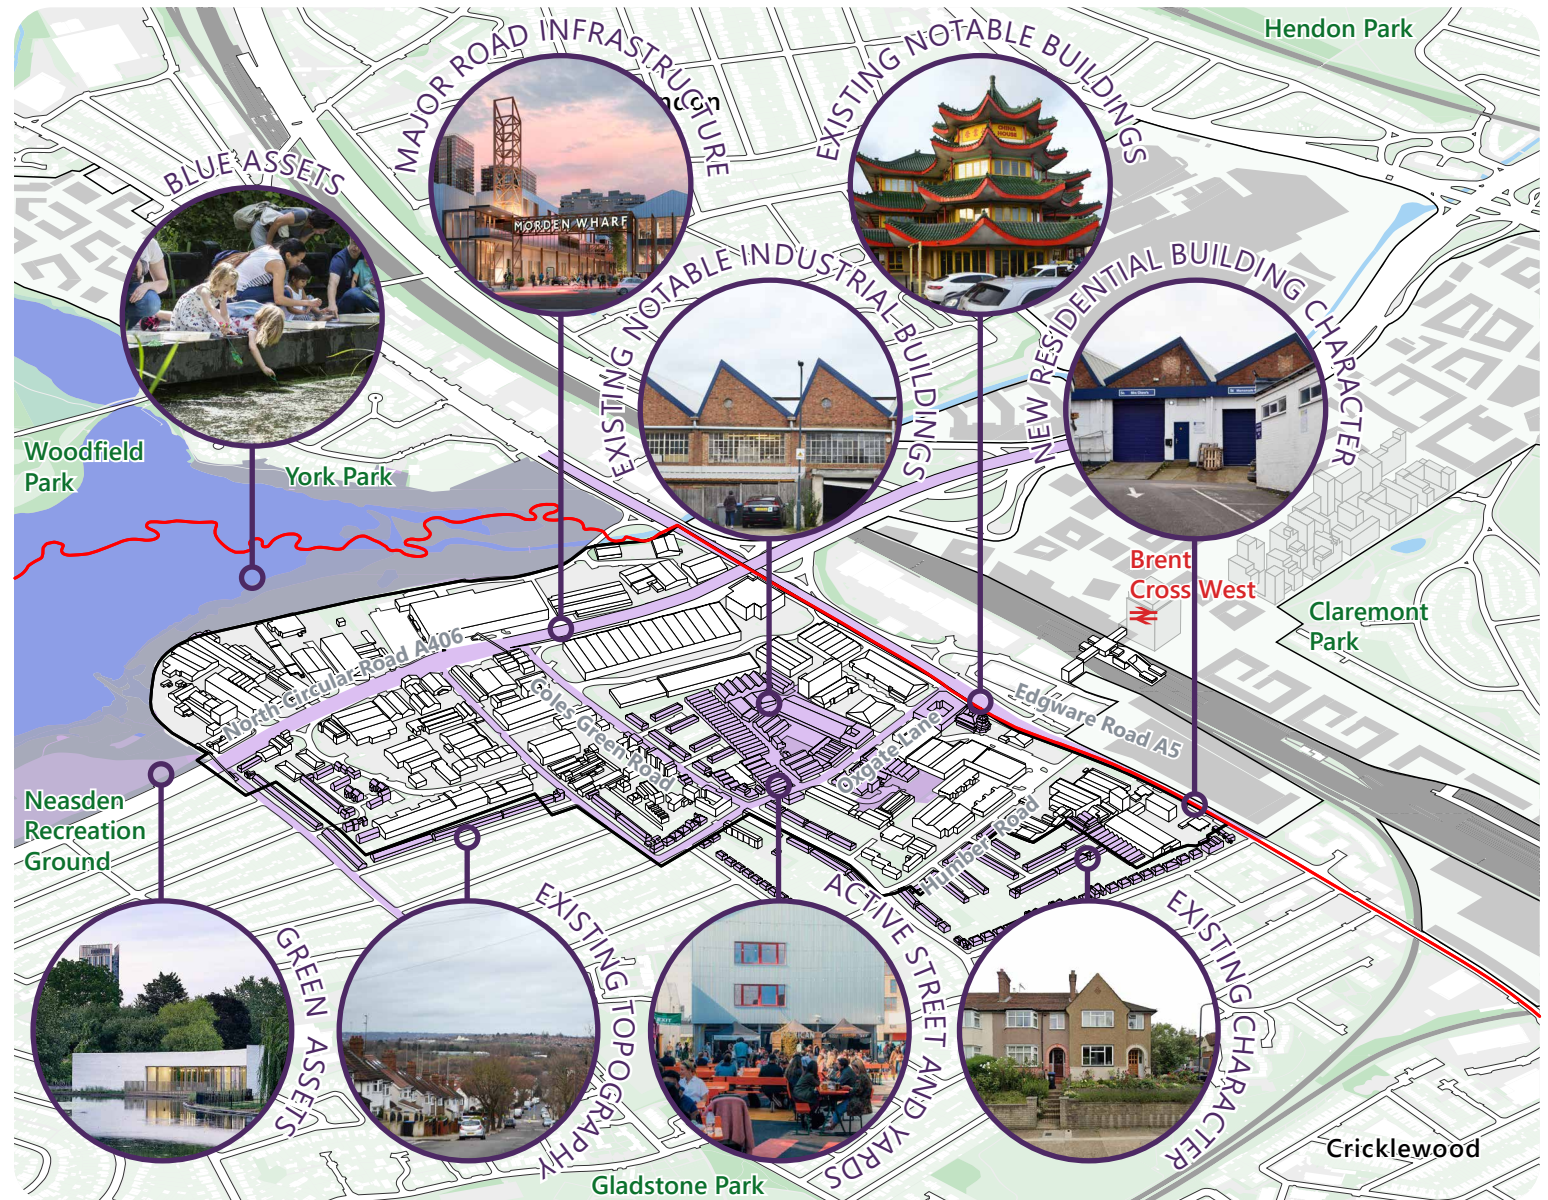 Hendon Park
MAJOR ROAD INFRASTRUCTURE
EXISTING NOTABLE BUILDINGS
CHINA
HOUSE
BLUE ASSETS
MORDEN WHARF
EXISTING NOTABLE INDUSTRIAL BUILDINGS
NEW RESIDENTIAL BUILDING CHARACTER
Woodfield
Park
York Park
Brent
Cross West
Claremont
Park
North Circular Road A406
Coles Green Road
Oxgate Lane
Edgware Road A5
Humber Road
Neasden
Recreation
Ground
GREEN ASSETS
EXISTING TOPOGRAPHY
ACTIVE STREET AND YARDS
EXISTING CHARACTER
Cricklewood
Gladstone Park